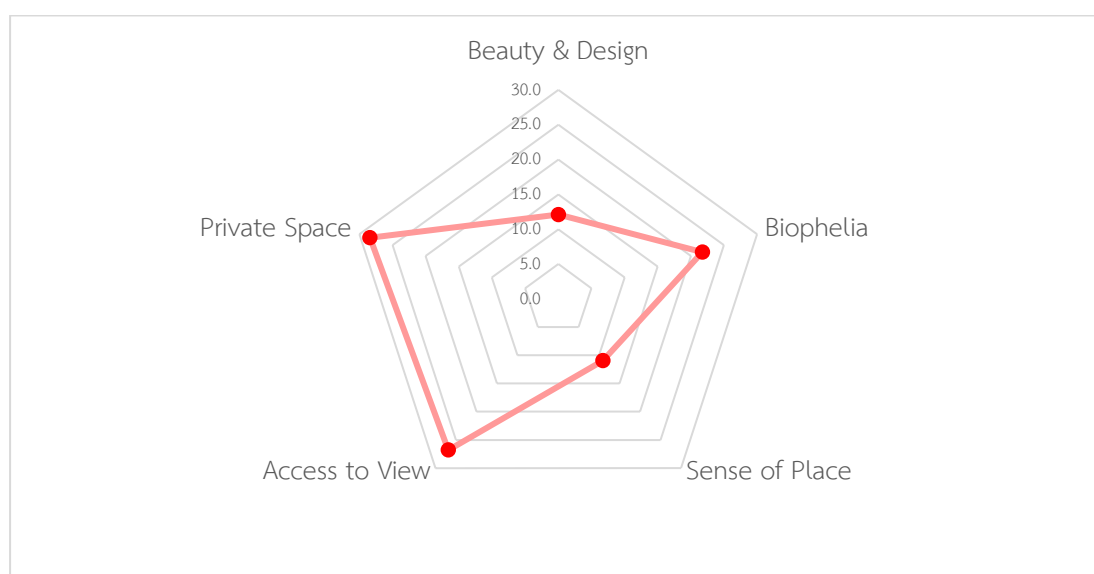 Beauty & Design
30.0
25.0
20.0
15.0
10.0
5.0
0.0
Private Space
Biophelia
Access to View
Sense of Place